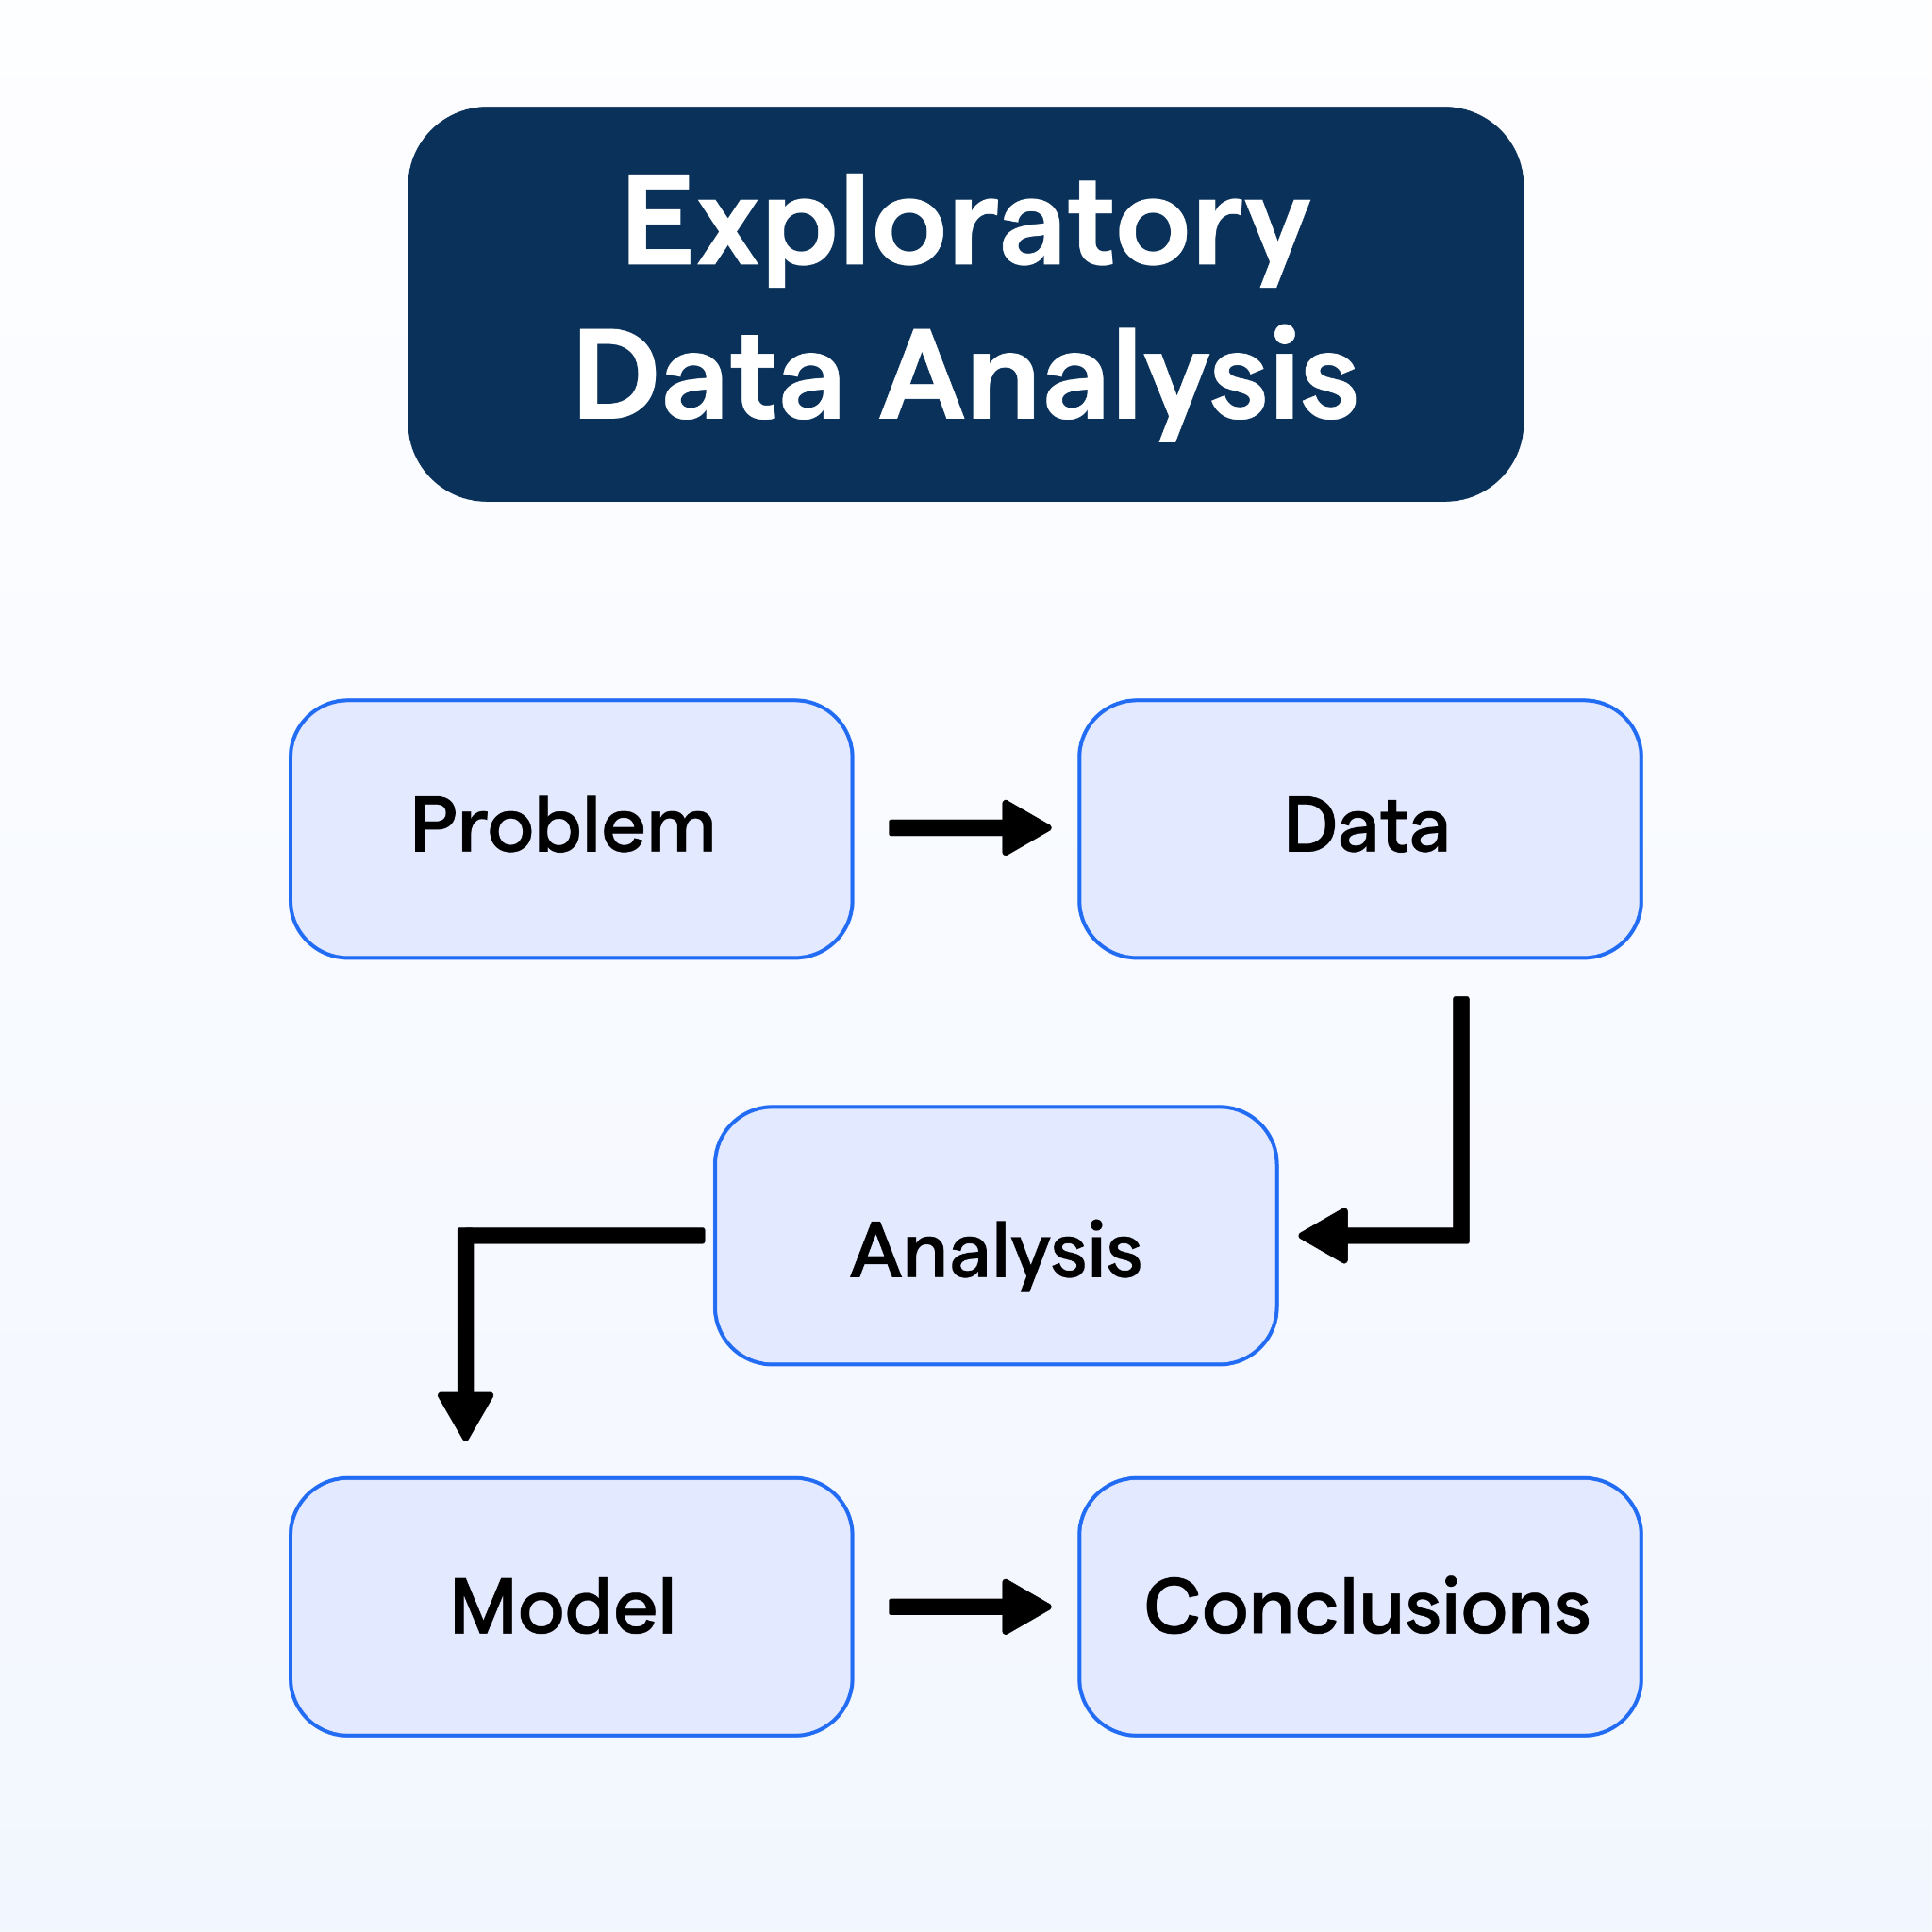 Exploratory
Data Analysis
Problem
Data
Analysis
Model
Conclusions